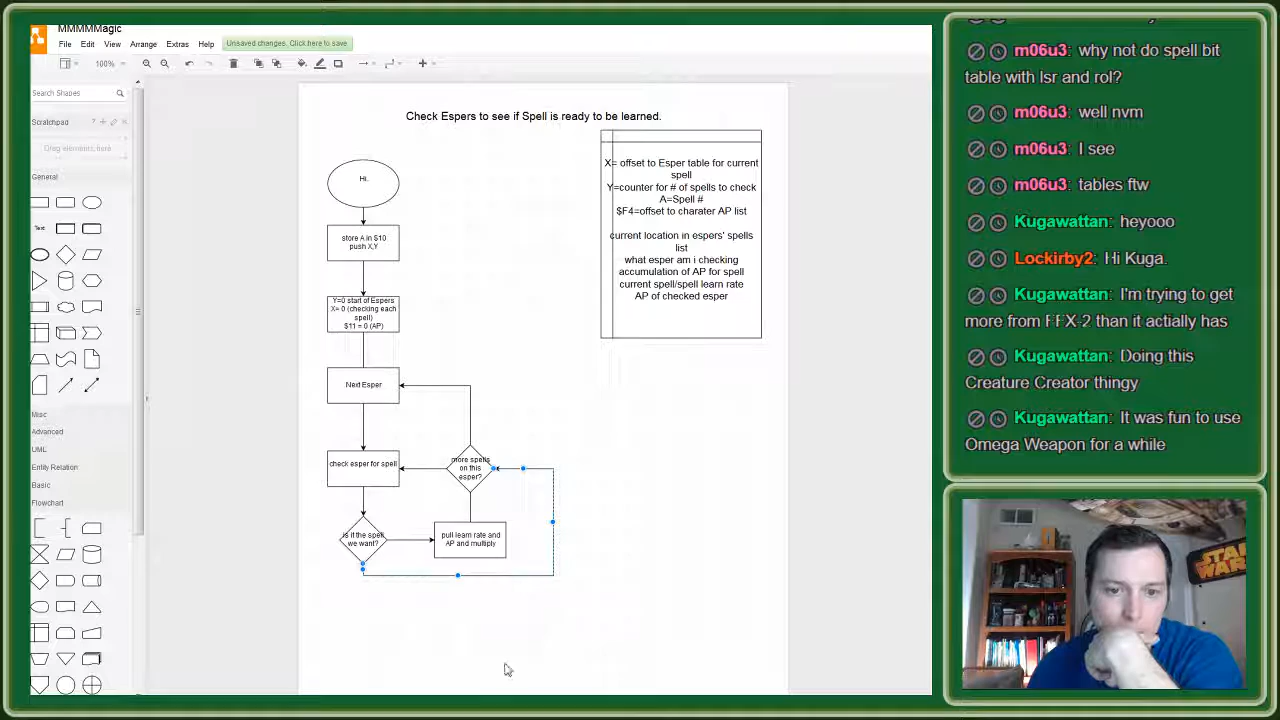 MMMMMagic
File Edit View Arrange Extras Help Unsaved changes. Click here to save
100%
Search Shapes
Scratchpad
Drag elements here
General
Text
Misc
Advanced
UML
Entity Relation
Basic
Flowchart
Check Espers to see if Spell is ready to be learned.
Hi.
store A in $10
push X,Y
Y=0 start of Espers
X= 0 (checking each
spell)
$11 = 0 (AP)
Next Esper
check esper for spell
is it the spell
we want?
pull learn rate and
AP and multiply
more spells
on this
esper?
X= offset to Esper table for current
spell
Y=counter for # of spells to check
A=Spell #
$F4=offset to charater AP list
current location in espers' spells
list
what esper am i checking
accumulation of AP for spell
current spell/spell learn rate
AP of checked esper
m06u3: why not do spell bit
table with lsr and rol?
m06u3: well nvm
m06u3: I see
m06u3: tables ftw
Kugawattan: heyooo
Lockirby2: Hi Kuga.
Kugawattan: I'm trying to get
more from FFX-2 than it actially has
Kugawattan: Doing this
Creature Creator thingy
Kugawattan: It was fun to use
Omega Weapon for a while
STAR
WARS